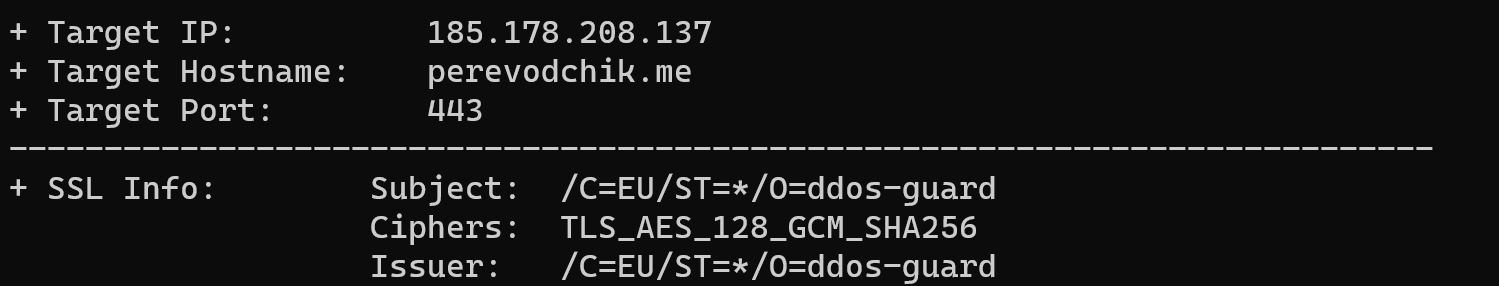 + Target IP:          185.178.208.137
+ Target Hostname:    perevodchik.me
+ Target Port:        443
---------------------------------------------------------------------------
+ SSL Info:        Subject:  /C=EU/ST=*/O=ddos-guard
                   Ciphers:  TLS_AES_128_GCM_SHA256
                   Issuer:   /C=EU/ST=*/O=ddos-guard